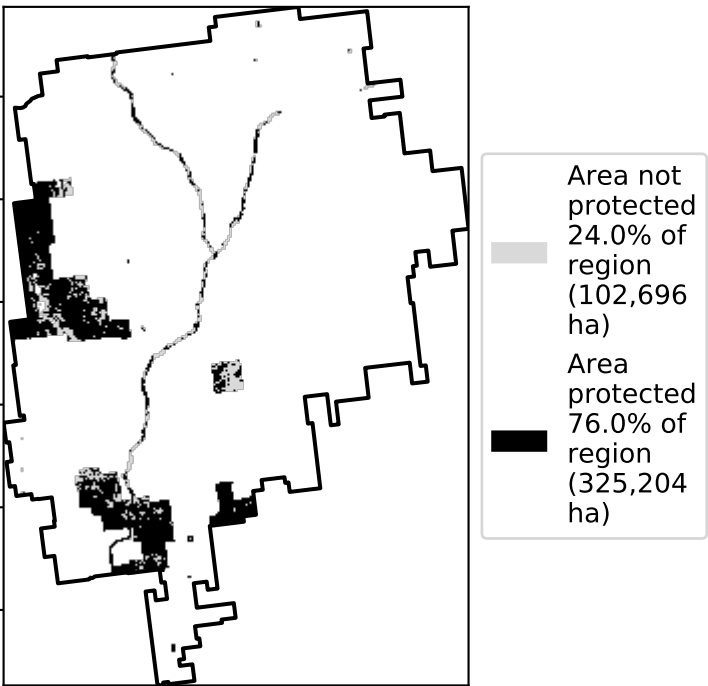 Area not
protected
24.0% of
region
(102,696
ha)
Area
protected
76.0% of
region
(325,204
ha)